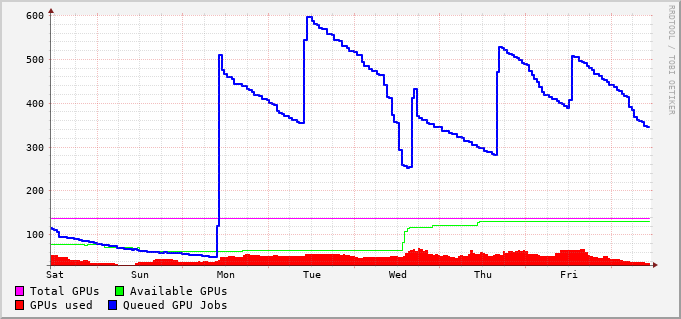 600
500
400
300
200
100
Sat Sun Mon Tue Wed Thu Fri
Total GPUs Available GPUs
GPUs used Queued GPU Jobs
RRDTOOL / TOBI OETIKER